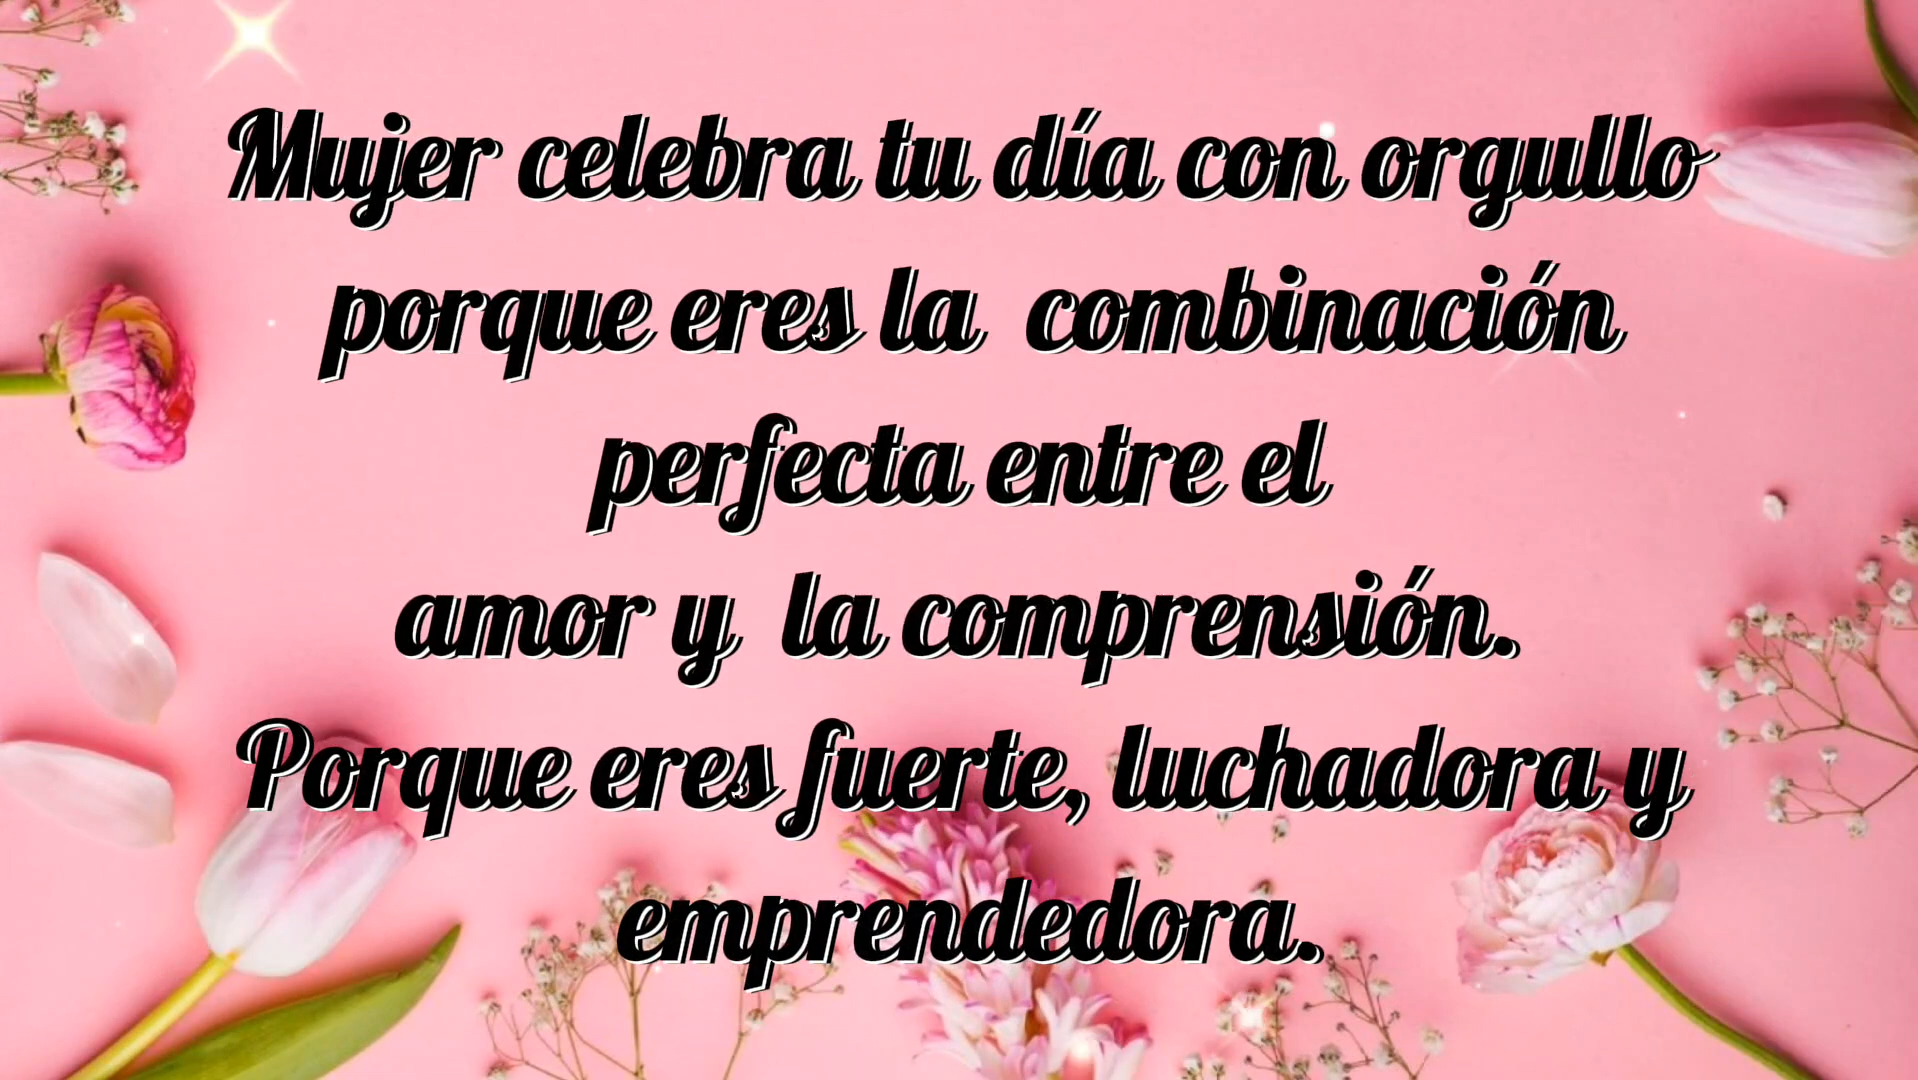 Mujer celebra tu día con orgullo
porque eres la combinación
perfecta entre el
amor y la comprensión.
Porque eres fuerte, luchadora y
emprendedora.